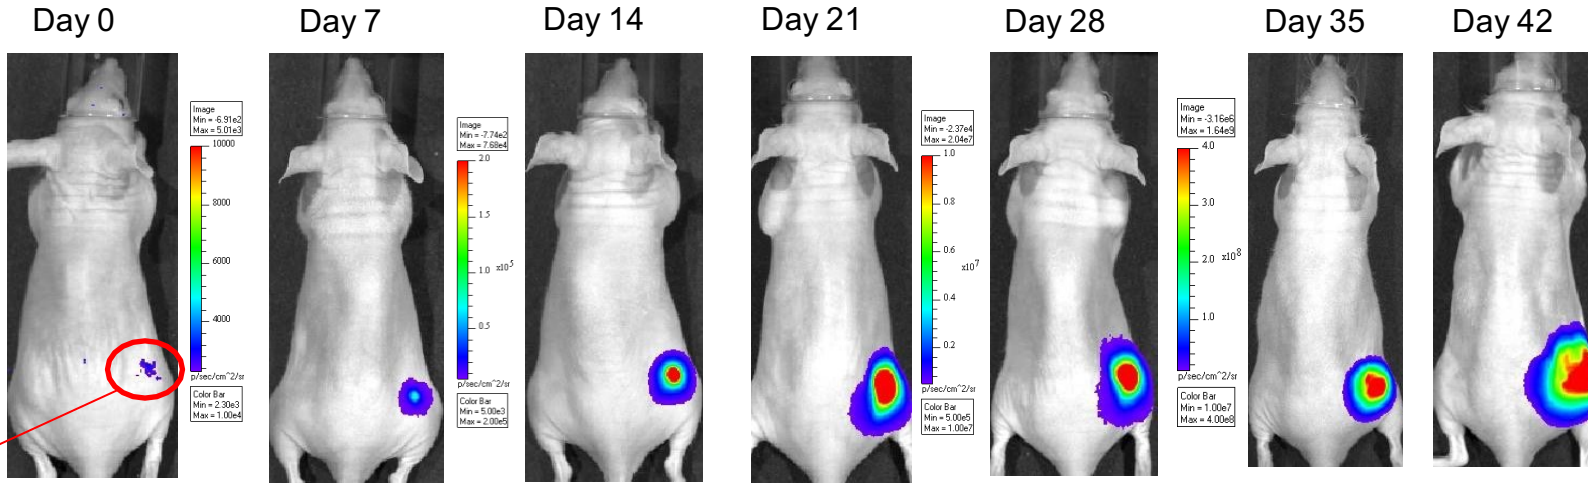 Day 0
Day 7
Day 14
Day 21
Day 28
Day 35
Day 42
Image
Min = -6.91e2
Max = 5.01e3
10000
8000
6000
4000
p/sec/cm^2/sr
Color Bar
Min = 2.30e3
Max = 1.00e4
Image
Min = -7.74e2
Max = 7.68e4
2.0
1.5
1.0
x10^5
0.5
p/sec/cm^2/sr
Color Bar
Min = 5.00e3
Max = 2.00e5
Image
Min = -2.37e4
Max = 2.04e7
1.0
0.8
0.6
x10^7
0.4
0.2
p/sec/cm^2/sr
Color Bar
Min = 5.00e5
Max = 1.00e7
Image
Min = -3.16e6
Max = 1.64e9
4.0
3.0
2.0
x10^8
1.0
p/sec/cm^2/sr
Color Bar
Min = 1.00e7
Max = 4.00e8